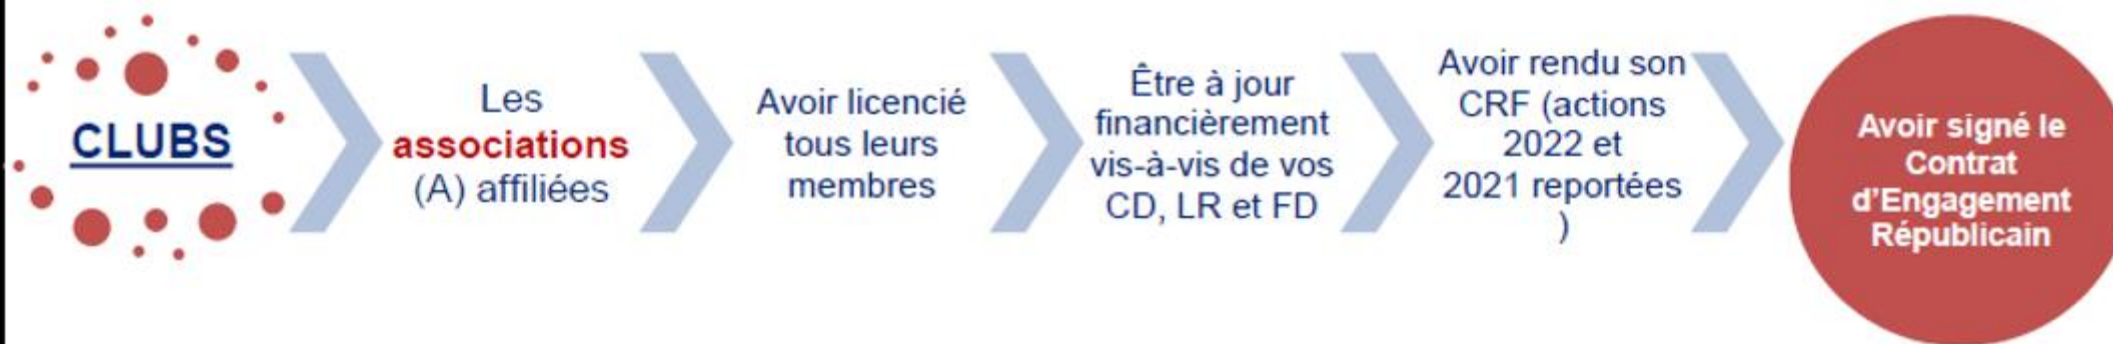 CLUBS
Les
associations
(A) affiliées
Avoir licencié
tous leurs
membres
Être à jour
financièrement
vis-à-vis de vos
CD, LR et FD
Avoir rendu son
CRF (actions
2022 et
2021 reportées
)
Avoir signé le
Contrat
d'Engagement
Républicain